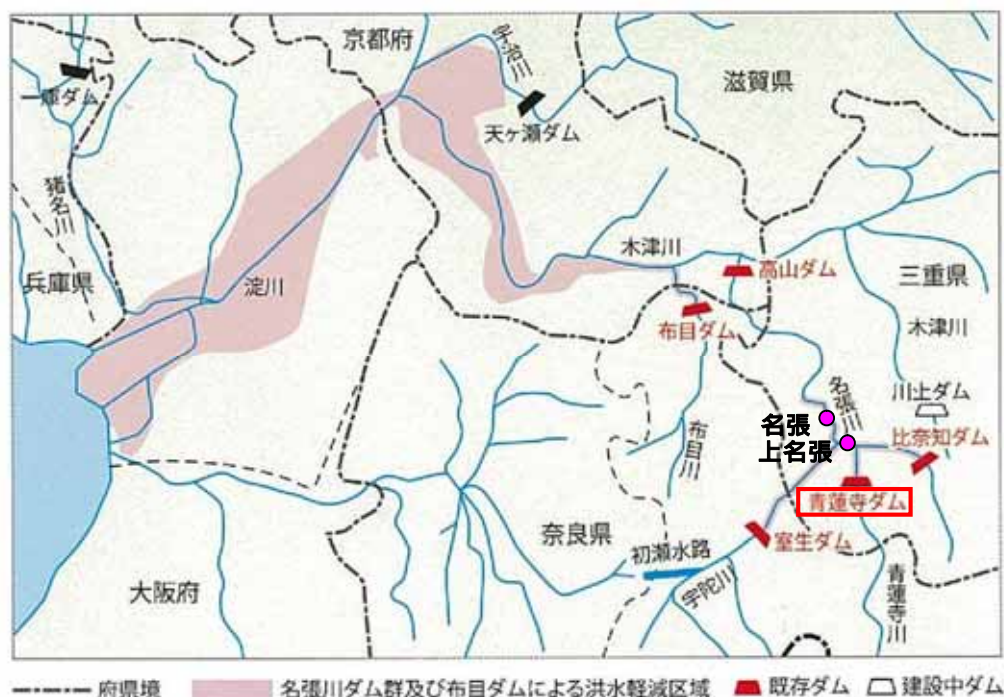 京都府
宇治川
滋賀県
一庫ダム
天ヶ瀬ダム
猪名川
兵庫県
淀川
木津川
高山ダム
三重県
布目ダム
木津川
名張川
川上ダム
名張
上名張
布目川
比奈知ダム
青蓮寺ダム
奈良県
室生ダム
初瀬水路
宇陀川
青蓮寺川
大阪府
府県境
名張川ダム群及び布目ダムによる洪水軽減区域
既存ダム
建設中ダム